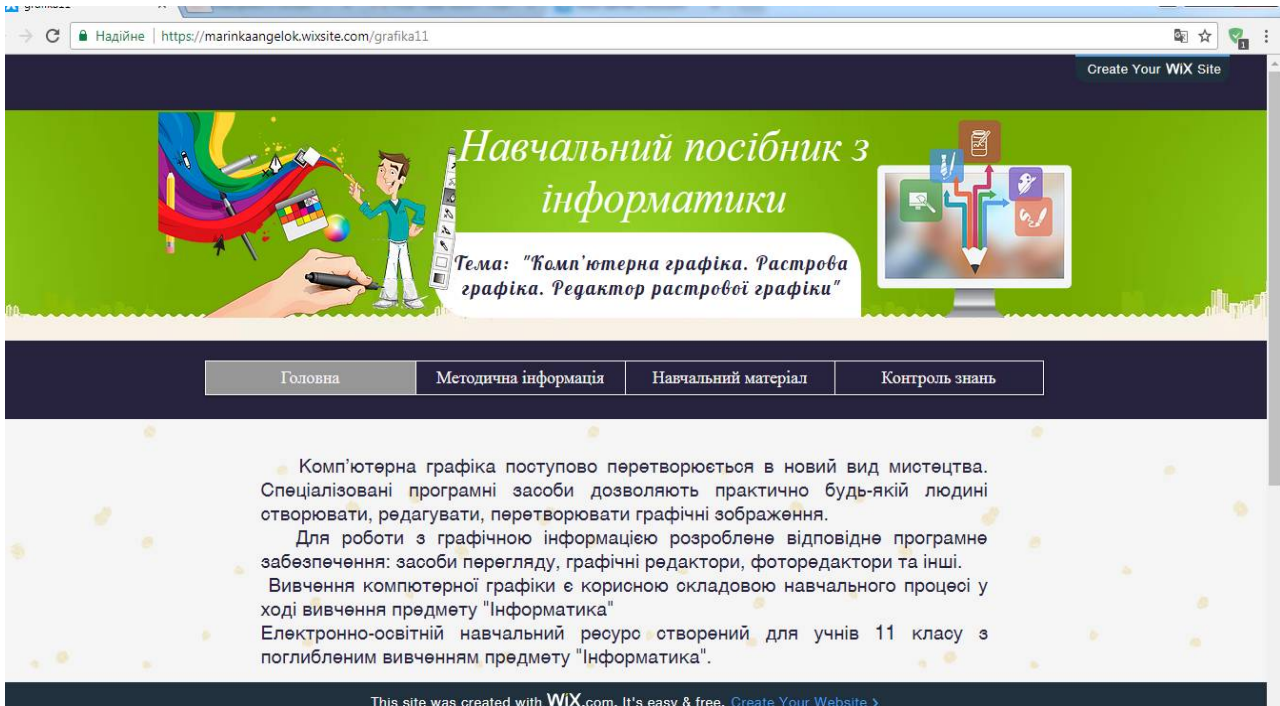 grafika11
Надійне | https://marinkaangelok.wixsite.com/grafika11
1
Create Your WiX Site
Навчальний посібник з
інформатики
Тема: "Комп'ютерна графіка. Растрова
графіка. Редактор растрової графіки"
Головна
Методична інформація
Навчальний матеріал
Контроль знань
Комп’ютерна графіка поступово перетворюється в новий вид мистецтва.
Спеціалізовані програмні засоби дозволяють практично будь-якій людині
створювати, редагувати, перетворювати графічні зображення.
Для роботи з графічною інформацією розроблене відповідне програмне
забезпечення: засоби перегляду, графічні редактори, фоторедактори та інші.
Вивчення компютерної графіки є корисною складовою навчального процесі у
ході вивчення предмету "Інформатика"
Електронно-освітній навчальний ресурс створений для учнів 11 класу з
поглибленим вивченням предмету "Інформатика".
This site was created with WiX.com. It's easy & free. Create Your Website >